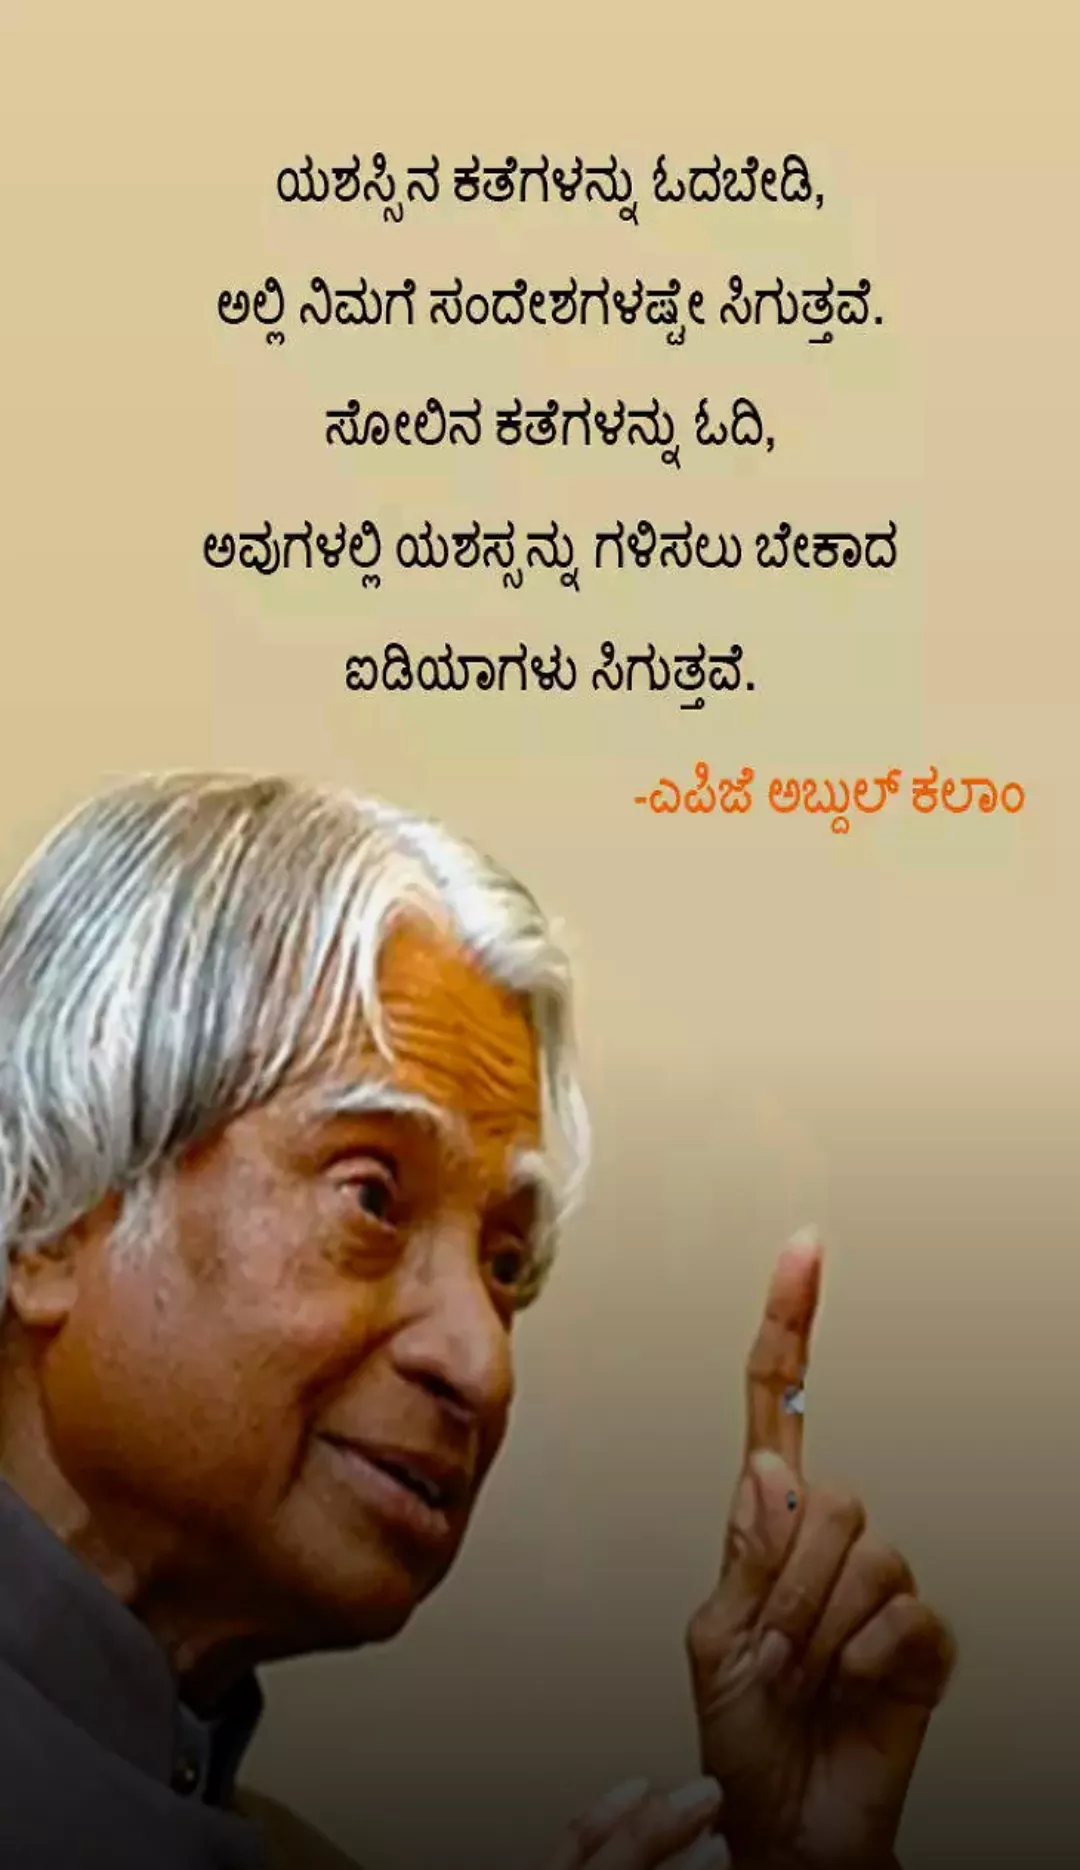 ಯಶಸ್ಸಿನ ಕತೆಗಳನ್ನು ಓದಬೇಡಿ,
ಅಲ್ಲಿ ನಿಮಗೆ ಸಂದೇಶಗಳಷ್ಟೇ ಸಿಗುತ್ತವೆ.
ಸೋಲಿನ ಕತೆಗಳನ್ನು ಓದಿ,
ಅವುಗಳಲ್ಲಿ ಯಶಸ್ಸನ್ನು ಗಳಿಸಲು ಬೇಕಾದ
ಐಡಿಯಾಗಳು ಸಿಗುತ್ತವೆ.
-ಎಪಿಜೆ ಅಬ್ದುಲ್ ಕಲಾಂ